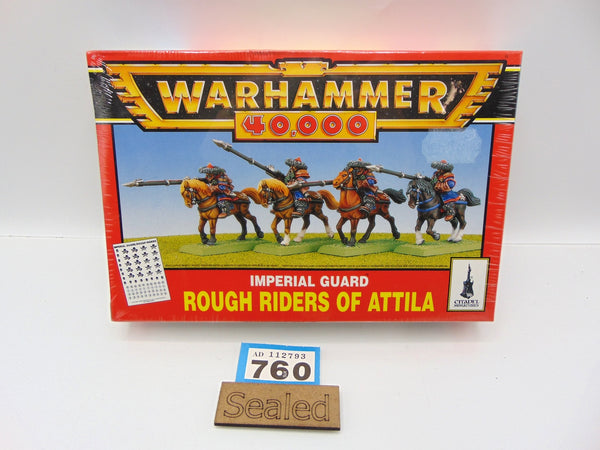 WARHAMMER
40,000
IMPERIAL GUARD
ROUGH RIDERS OF ATTILA
CITADEL
MINIATURES
AD 112793
760
Sealed